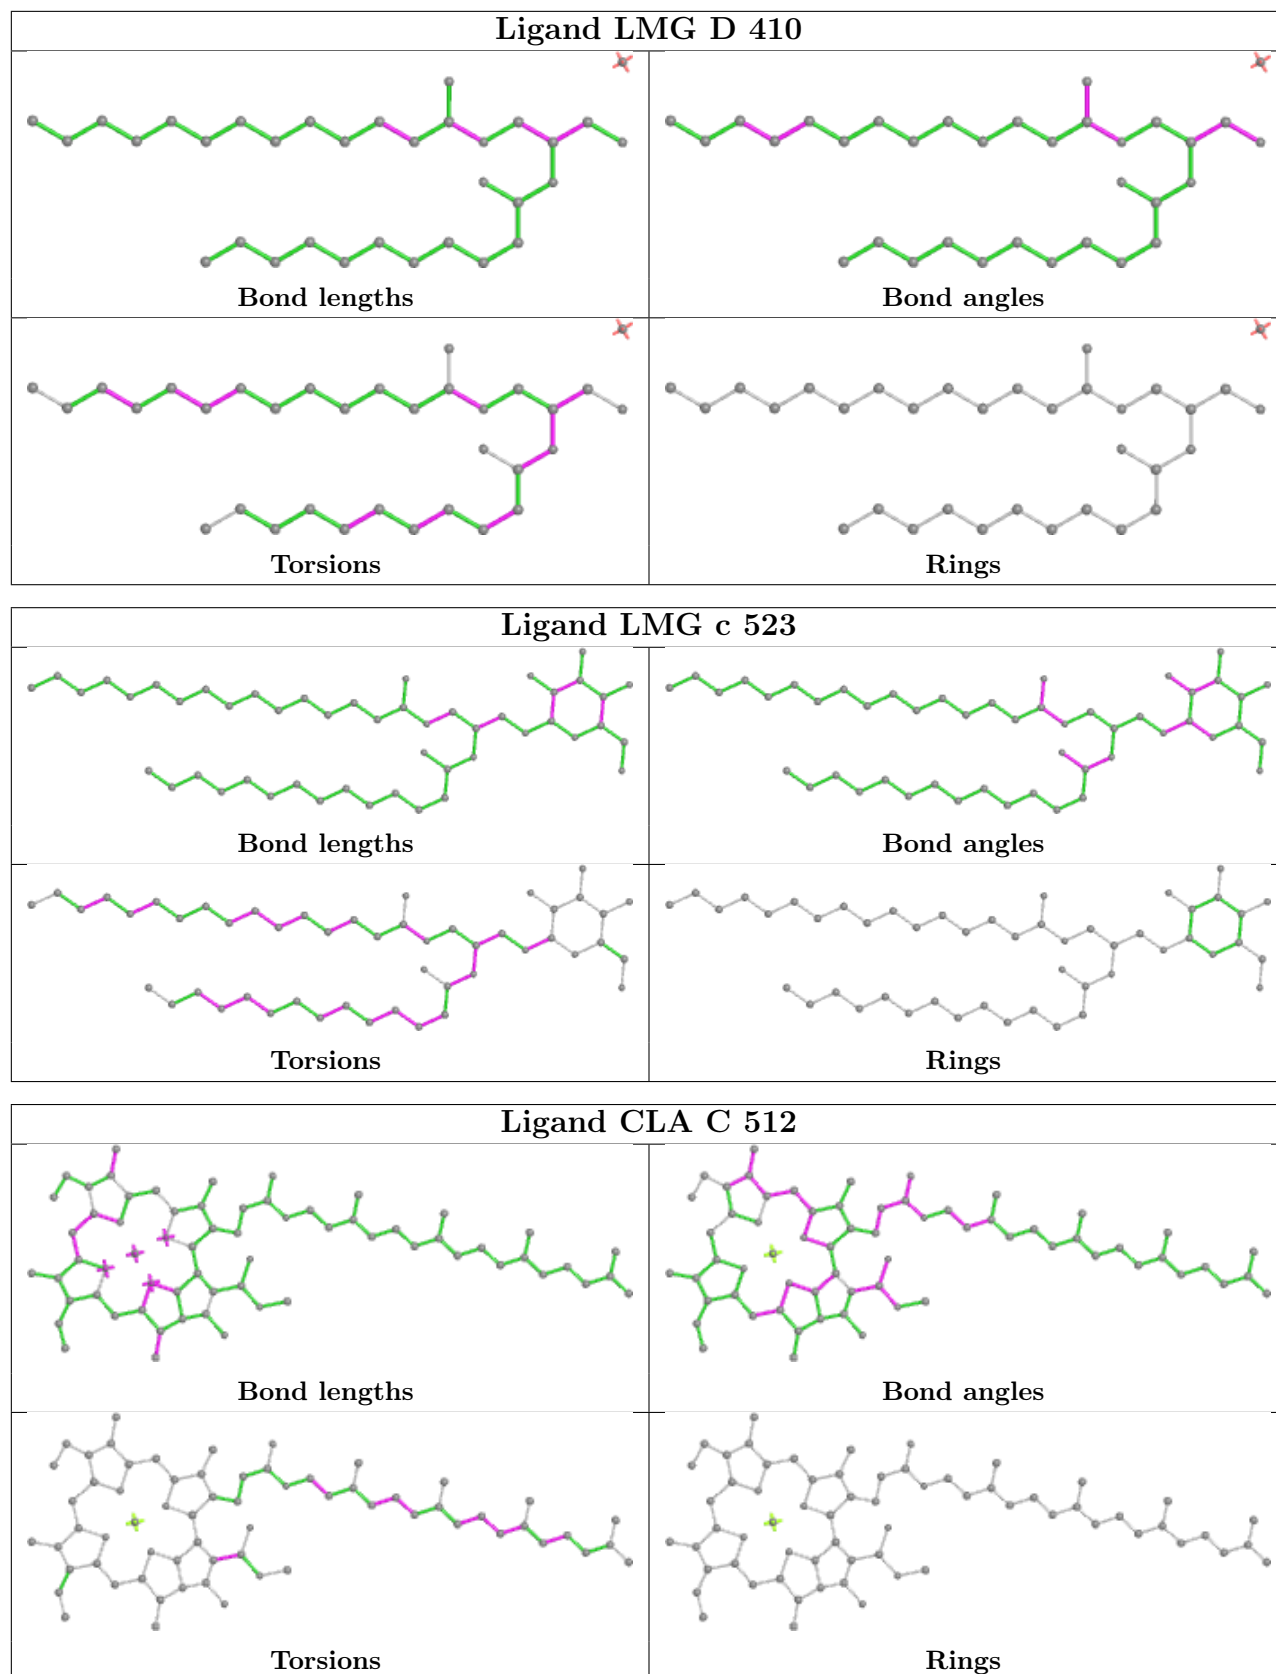 Ligand LMG D 410
Bond lengths
Bond angles
Torsions
Rings
Ligand LMG c 523
Bond lengths
Bond angles
Torsions
Rings
Ligand CLA C 512
Bond lengths
Bond angles
Torsions
Rings